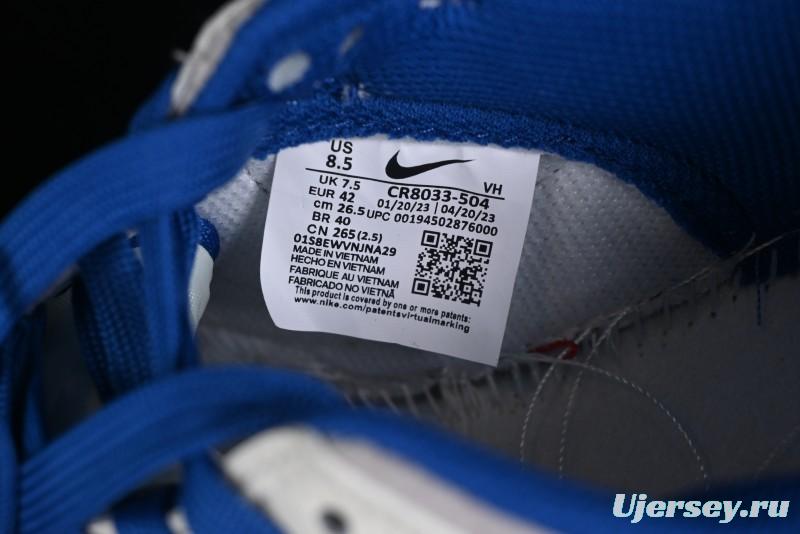 US
8.5
VH
UK 7.5
CR8033-504
EUR 42
01/20/23 | 04/20/23
cm 26.5
UPC 00194502876000
BR 40
CN 265(2.5)
01S8EWVNJNA29
MADE IN VIETNAM
HECHO EN VIETNAM
FABRIQUE AU VIETNAM
FABRICADO NO VIETNÃ
This product is covered by one or more patents:
www.nike.com/patentsvirtualmarking
Ujersey.ru